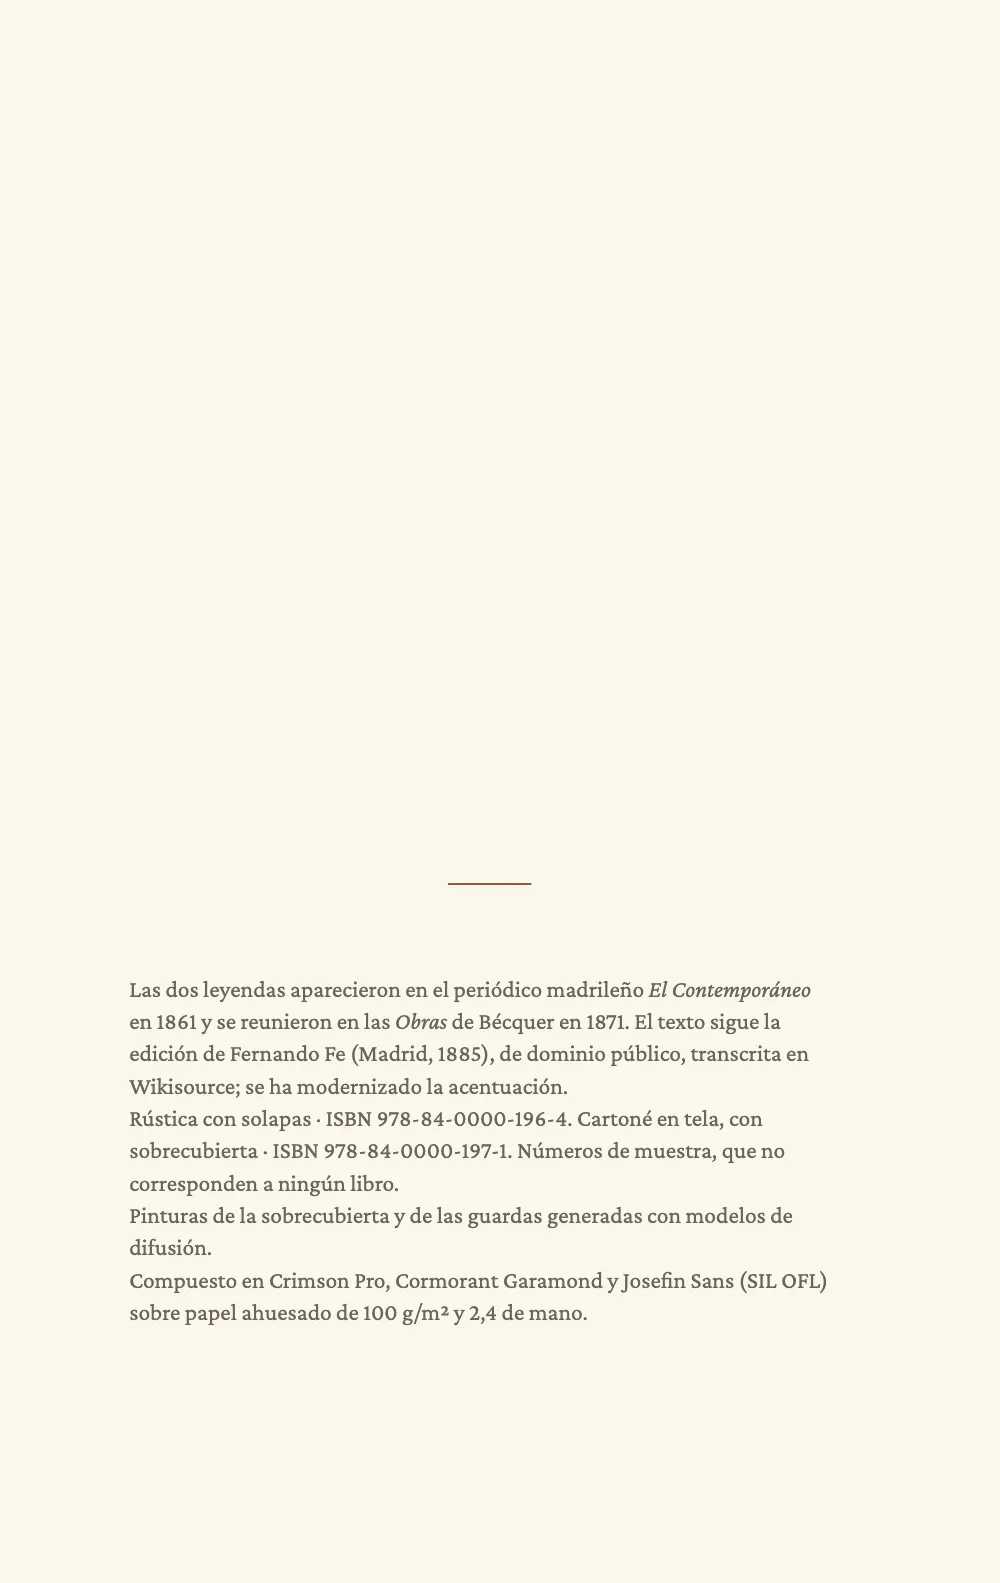 Las dos leyendas aparecieron en el periódico madrileño El Contemporáneo
en 1861 y se reunieron en las Obras de Bécquer en 1871. El texto sigue la
edición de Fernando Fe (Madrid, 1885), de dominio público, transcrita en
Wikisource; se ha modernizado la acentuación.
Rústica con solapas · ISBN 978-84-0000-196-4. Cartoné en tela, con
sobrecubierta · ISBN 978-84-0000-197-1. Números de muestra, que no
corresponden a ningún libro.
Pinturas de la sobrecubierta y de las guardas generadas con modelos de
difusión.
Compuesto en Crimson Pro, Cormorant Garamond y Josefin Sans (SIL OFL)
sobre papel ahuesado de 100 g/m² y 2,4 de mano.